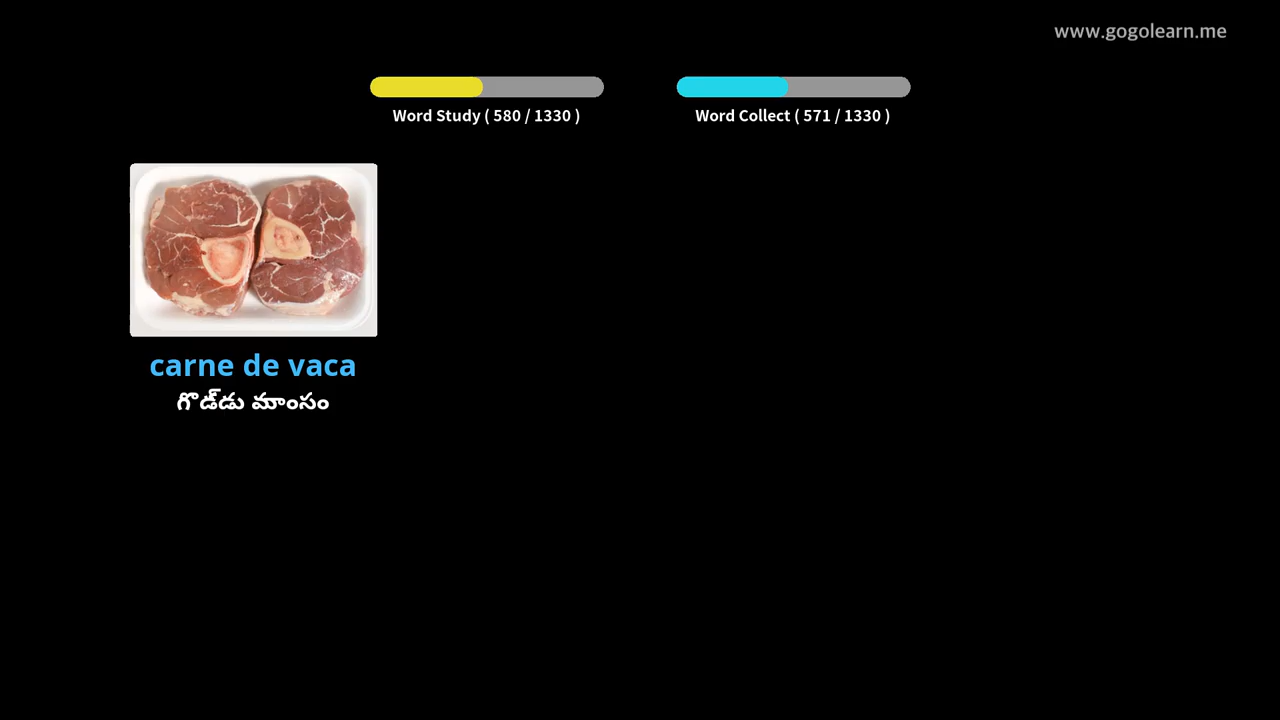 www.gogolearn.me
Word Study ( 580 / 1330 )
Word Collect ( 571 / 1330 )
carne de vaca
గొడ్డు మాంసం